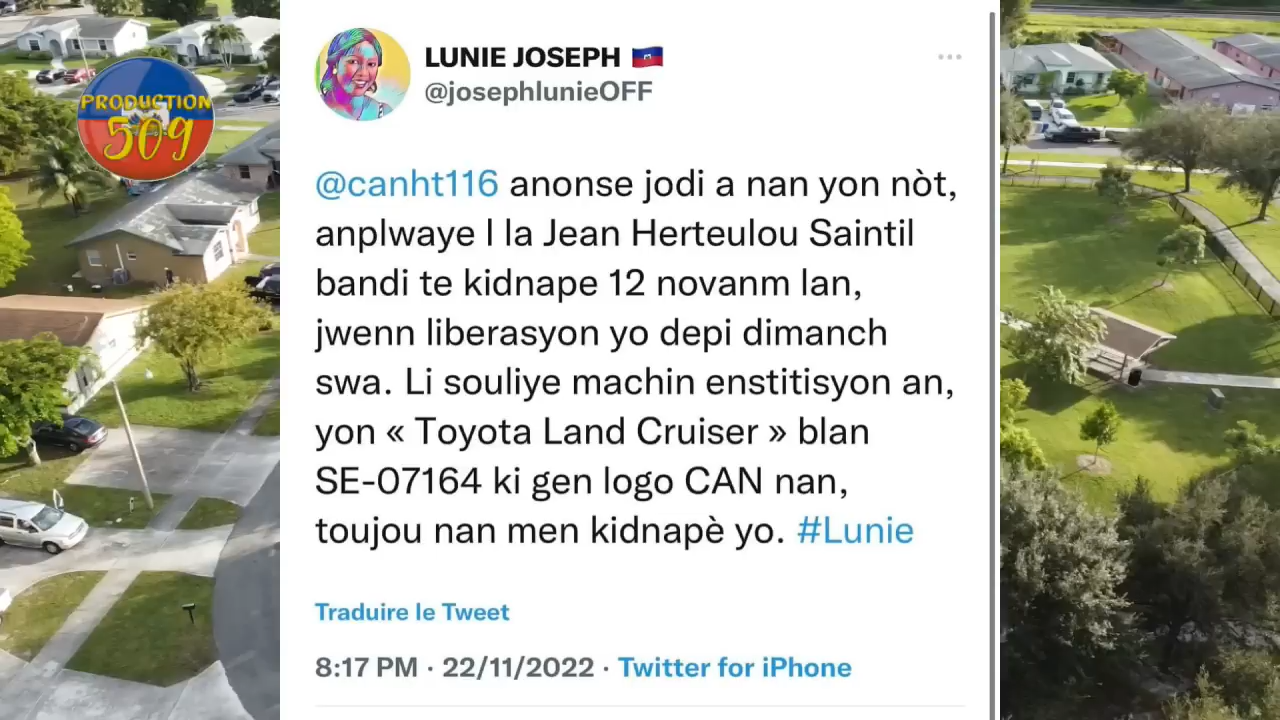 PRODUCTION
509
LUNIE JOSEPH 🇭🇹
@josephlunieOFF
@canht116 anonse jodi a nan yon nòt,
anplwaye l la Jean Herteulou Saintil
bandi te kidnape 12 novanm lan,
jwenn liberasyon yo depi dimanch
swa. Li souliye machin enstitisyon an,
yon « Toyota Land Cruiser » blan
SE-07164 ki gen logo CAN nan,
toujou nan men kidnapè yo. #Lunie
Traduire le Tweet
8:17 PM · 22/11/2022 · Twitter for iPhone